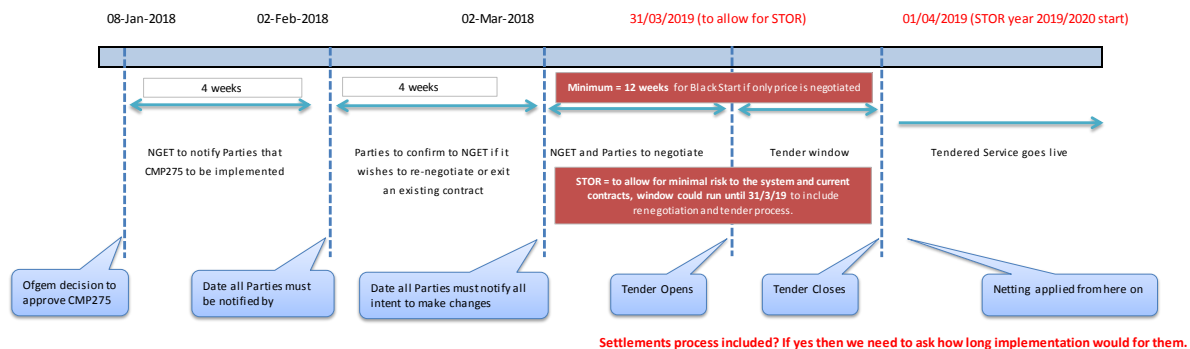 08-Jan-2018
02-Feb-2018
02-Mar-2018
31/03/2019 (to allow for STOR)
01/04/2019 (STOR year 2019/2020 start)
4 weeks
4 weeks
Minimum = 12 weeks for Black Start if only price is negotiated
NGET to notify Parties that
CMP275 to be implemented
Parties to confirm to NGET if it
wishes to re-negotiate or exit
an existing contract
NGET and Parties to negotiate
Tender window
Tendered Service goes live
STOR = to allow for minimal risk to the system and current
contracts, window could run until 31/3/19 to include
renegotiation and tender process.
Ofgem decision to
approve CMP275
Date all Parties must
be notified by
Date all Parties must notify all
intent to make changes
Tender Opens
Tender Closes
Netting applied from here on
Settlements process included? If yes then we need to ask how long implementation would for them.